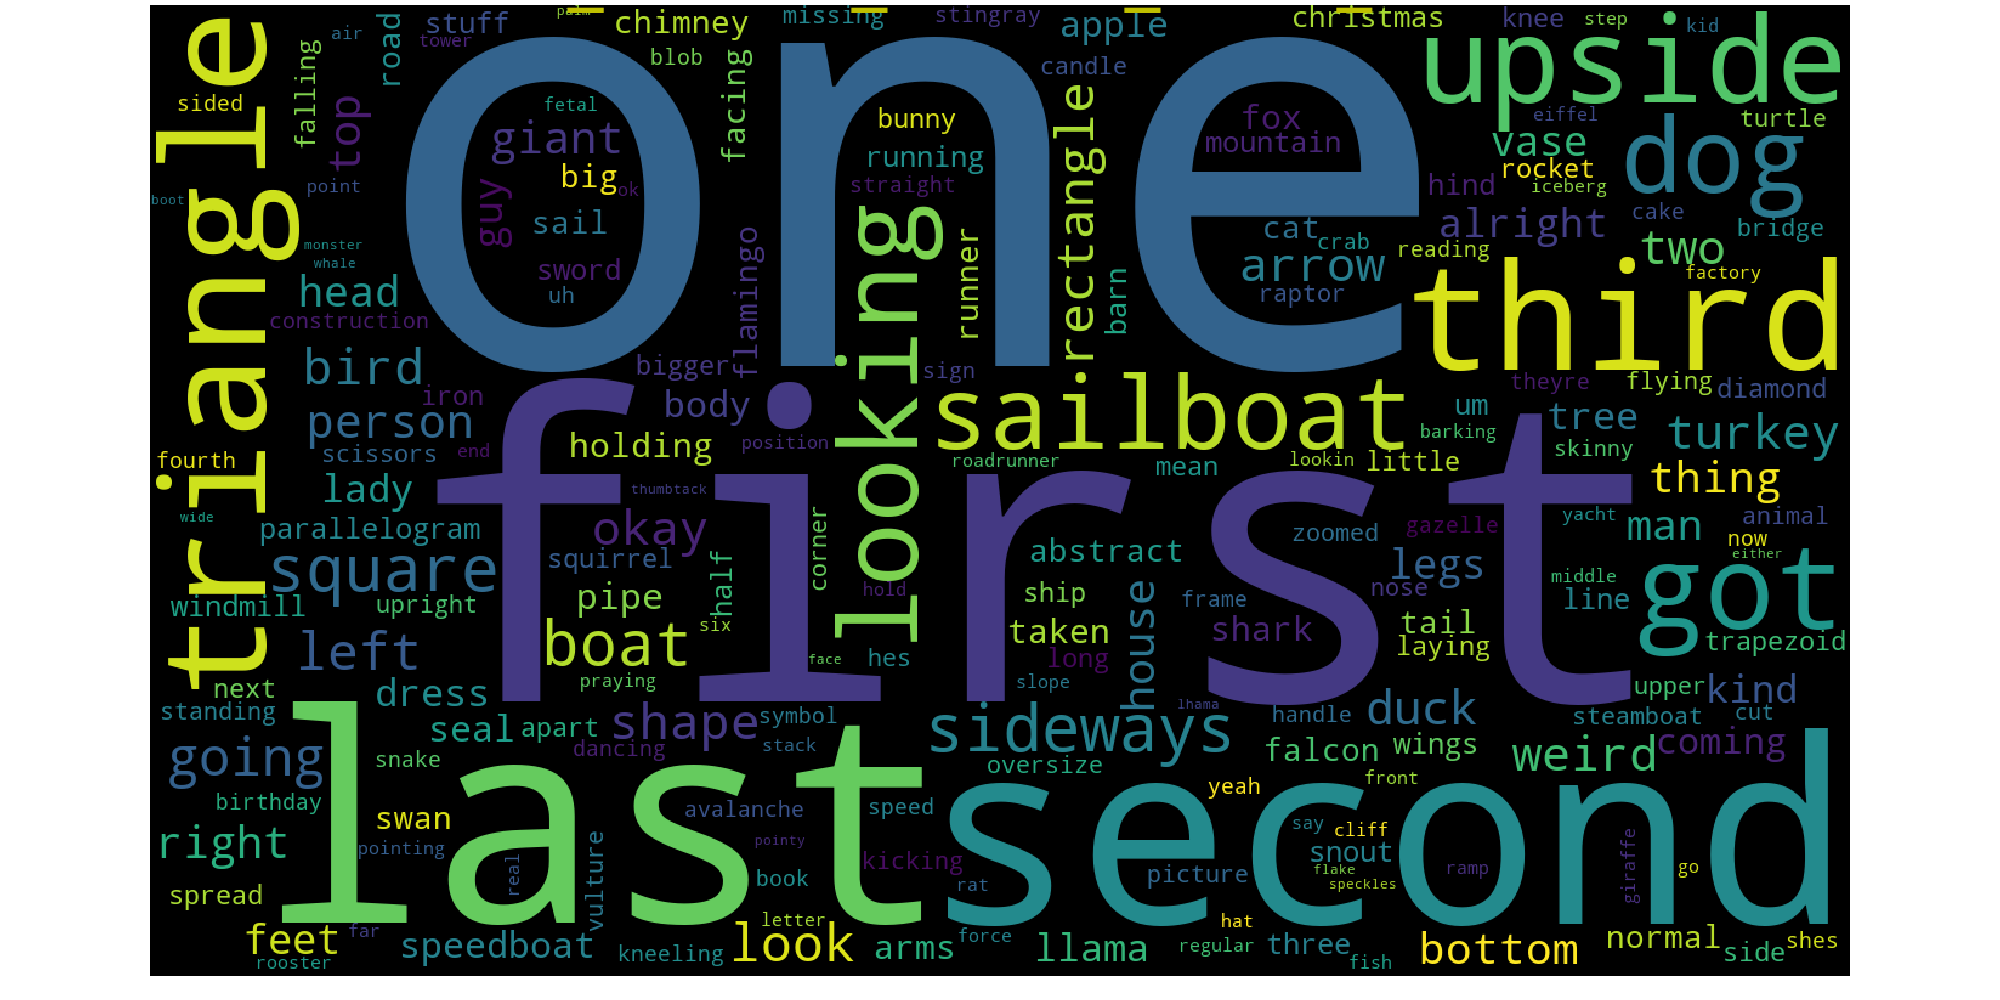 palm
missing
stingray
christmas
knee
step
kid
stuff
chimney
apple
air
road
tower
blob
candle
upside
triangle
one
falling
sided
top
fetal
facing
bunny
rectangle
fox
eiffel
turtle
giant
mountain
vase
dog
running
rocket
big
ok
straight
hind
iceberg
point
boot
guy
sail
looking
cat
crab
alright
cake
bridge
monster
whale
flamingo
runner
reading
two
sword
arrow
third
factory
head
uh
barn
raptor
construction
bird
bigger
sign
theyre
flying
diamond
iron
body
sailboat
um
tree
person
first
holding
position
barking
turkey
scissors
end
fourth
roadrunner
mean
lookin
little
skinny
lady
thumbtack
thing
wide
parallelogram
okay
corner
abstract
zoomed
gazelle
yacht
man
animal
now
square
squirrel
half
legs
either
middle
got
windmill
upright
pipe
hold
ship
house
frame
nose
line
left
boat
six
taken
shark
tail
trapezoid
face
hes
long
laying
next
dress
praying
slope
upper
kind
standing
seal
apart
shape
symbol
sideways
lhama
handle
duck
steamboat
cut
going
snake
dancing
stack
oversize
falcon
wings
weird
coming
last
second
birthday
avalanche
speed
yeah
front
right
swan
pointing
vulture
pointy
kicking
say
cliff
snout
giraffe
spread
real
book
rat
picture
flake
speckles
ramp
go
feet
far
speedboat
letter
look
arms
force
llama
hat
regular
three
bottom
normal
side
shes
rooster
kneeling
fish